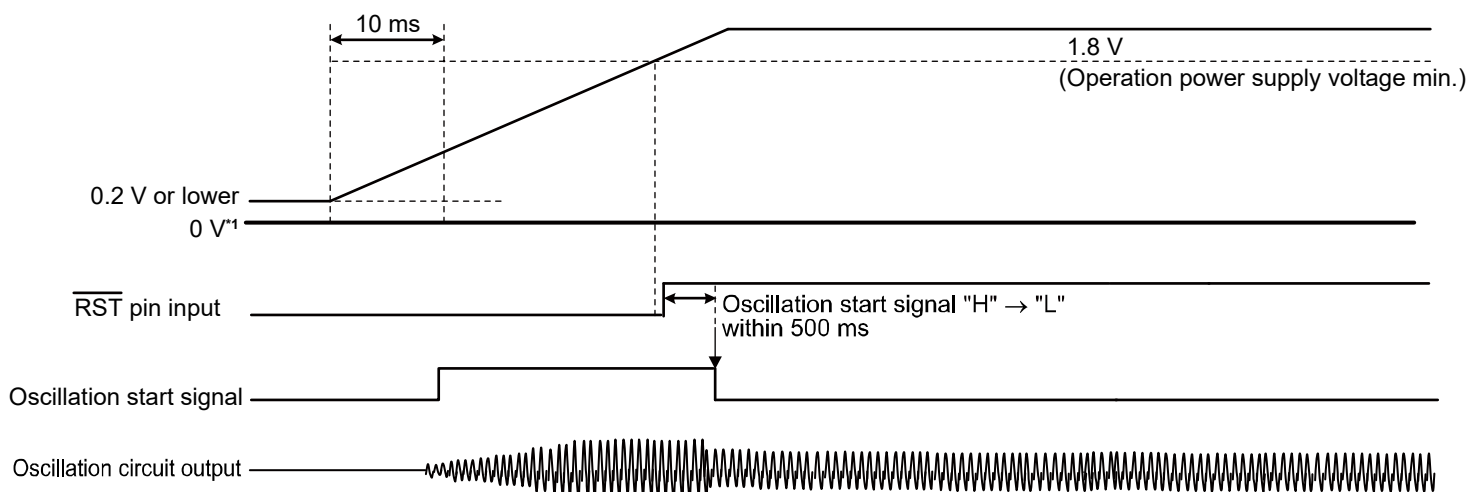 10 ms
1.8 V
(Operation power supply voltage min.)
0.2 V or lower
0 V*1
RST pin input
Oscillation start signal "H" → "L"
within 500 ms
Oscillation start signal
Oscillation circuit output